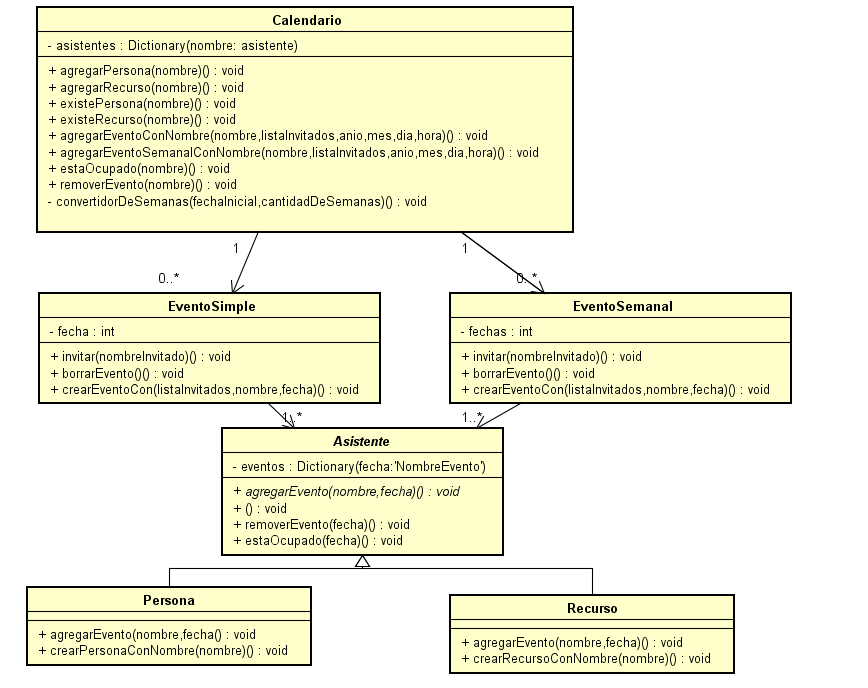 Calendario
- asistentes : Dictionary(nombre: asistente)
+ agregarPersona(nombre)() : void
+ agregarRecurso(nombre)() : void
+ existePersona(nombre)() : void
+ existeRecurso(nombre)() : void
+ agregarEventoConNombre(nombre,listaInvitados,anio,mes,dia,hora)() : void
+ agregarEventoSemanalConNombre(nombre,listaInvitados,anio,mes,dia,hora)() : void
+ estaOcupado(nombre)() : void
+ removerEvento(nombre)() : void
- convertidorDeSemanas(fechaInicial,cantidadDeSemanas)() : void
1
1
0..*
0..*
EventoSimple
- fecha : int
+ invitar(nombreInvitado)() : void
+ borrarEvento()() : void
+ crearEventoCon(listaInvitados,nombre,fecha)() : void
EventoSemanal
- fechas : int
+ invitar(nombreInvitado)() : void
+ borrarEvento()() : void
+ crearEventoCon(listaInvitados,nombre,fecha)() : void
1..*
1..*
Asistente
- eventos : Dictionary(fecha:'NombreEvento')
+ agregarEvento(nombre,fecha)() : void
+ () : void
+ removerEvento(fecha)() : void
+ estaOcupado(fecha)() : void
Persona
+ agregarEvento(nombre,fecha() : void
+ crearPersonaConNombre(nombre)() : void
Recurso
+ agregarEvento(nombre,fecha)() : void
+ crearRecursoConNombre(nombre)() : void